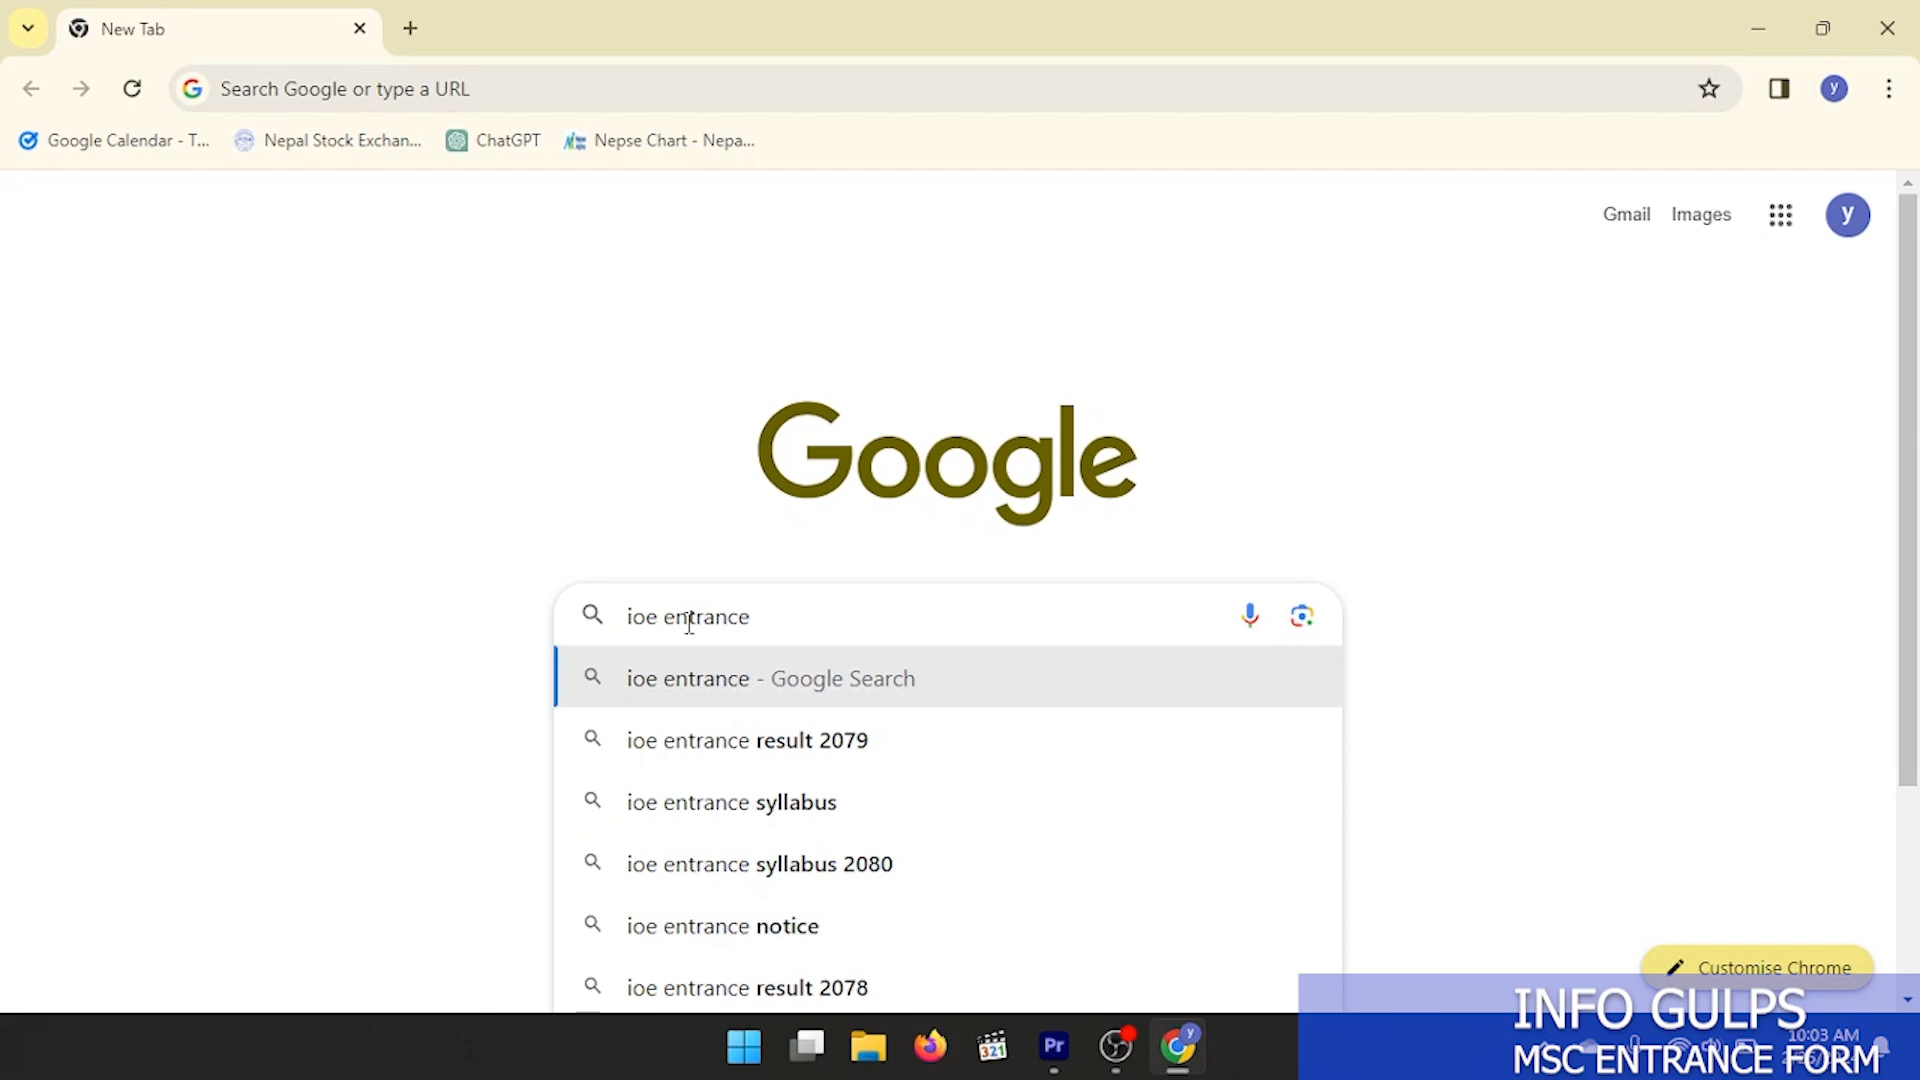 New Tab
Search Google or type a URL
y
Google Calendar - T...
Nepal Stock Exchan...
ChatGPT
Nepse Chart - Nepa...
Gmail
Images
y
Google
ioe entrance
ioe entrance - Google Search
ioe entrance result 2079
ioe entrance syllabus
ioe entrance syllabus 2080
ioe entrance notice
ioe entrance result 2078
Customise Chrome
321
Pr
y
10:03 AM
INFO GULPS
MSC ENTRANCE FORM